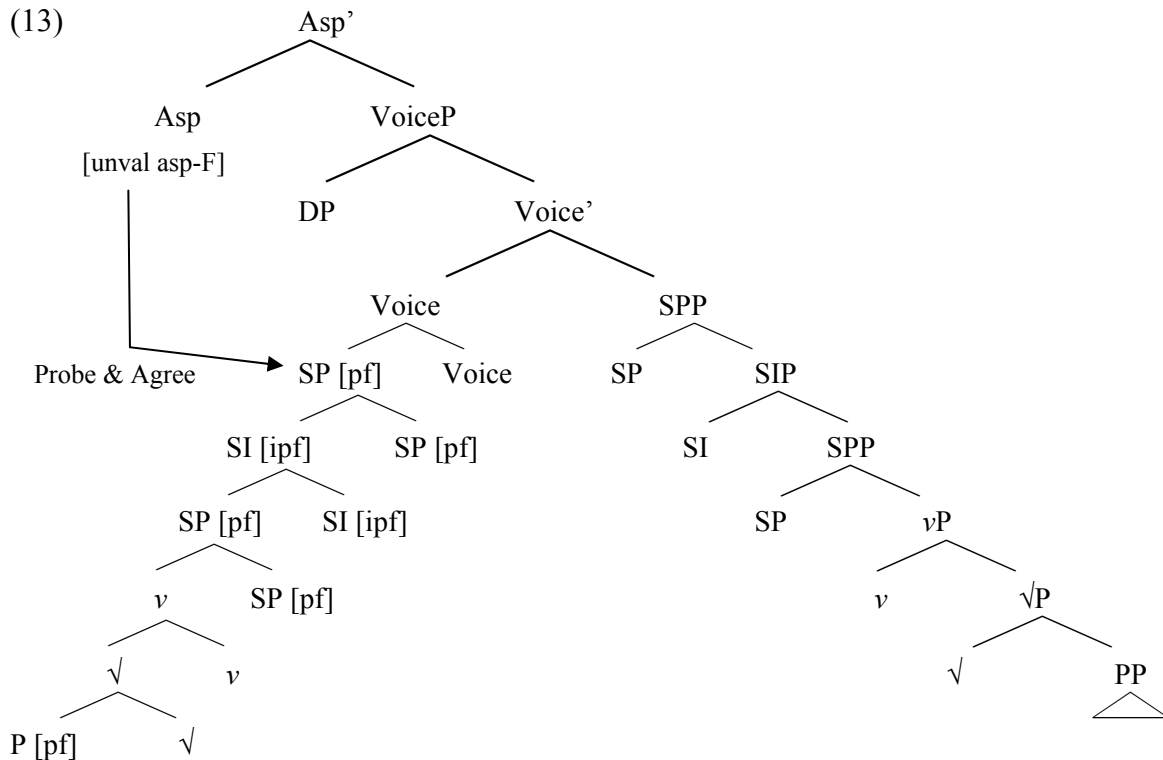 (13) Asp’
Asp VoiceP
[unval asp-F]
DP Voice’
Voice SPP
Probe & Agree SP [pf] Voice SP SIP
SI [ipf] SP [pf] SI SPP
SP [pf] SI [ipf] SP vP
v SP [pf] v √P
√ v √ PP
P [pf] √